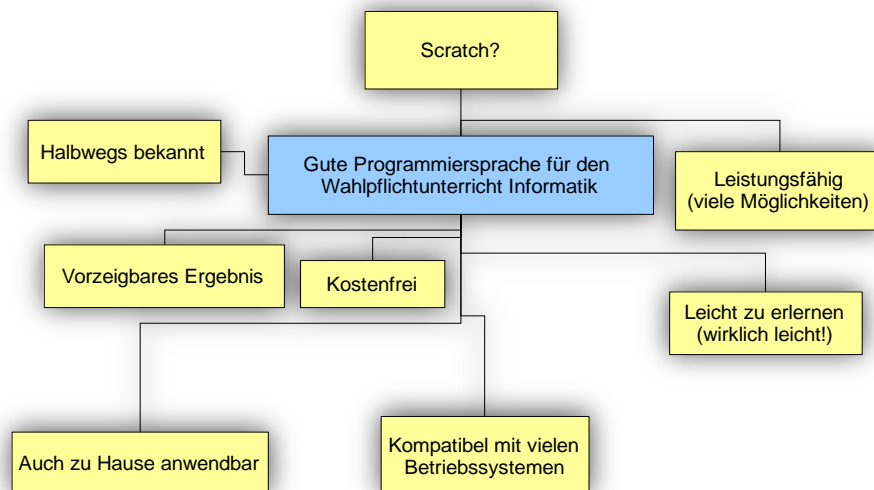 Scratch?
Halbwegs bekannt
Gute Programmiersprache für den
Wahlpflichtunterricht Informatik
Leistungsfähig
(viele Möglichkeiten)
Vorzeigbares Ergebnis
Kostenfrei
Leicht zu erlernen
(wirklich leicht!)
Auch zu Hause anwendbar
Kompatibel mit vielen
Betriebssystemen